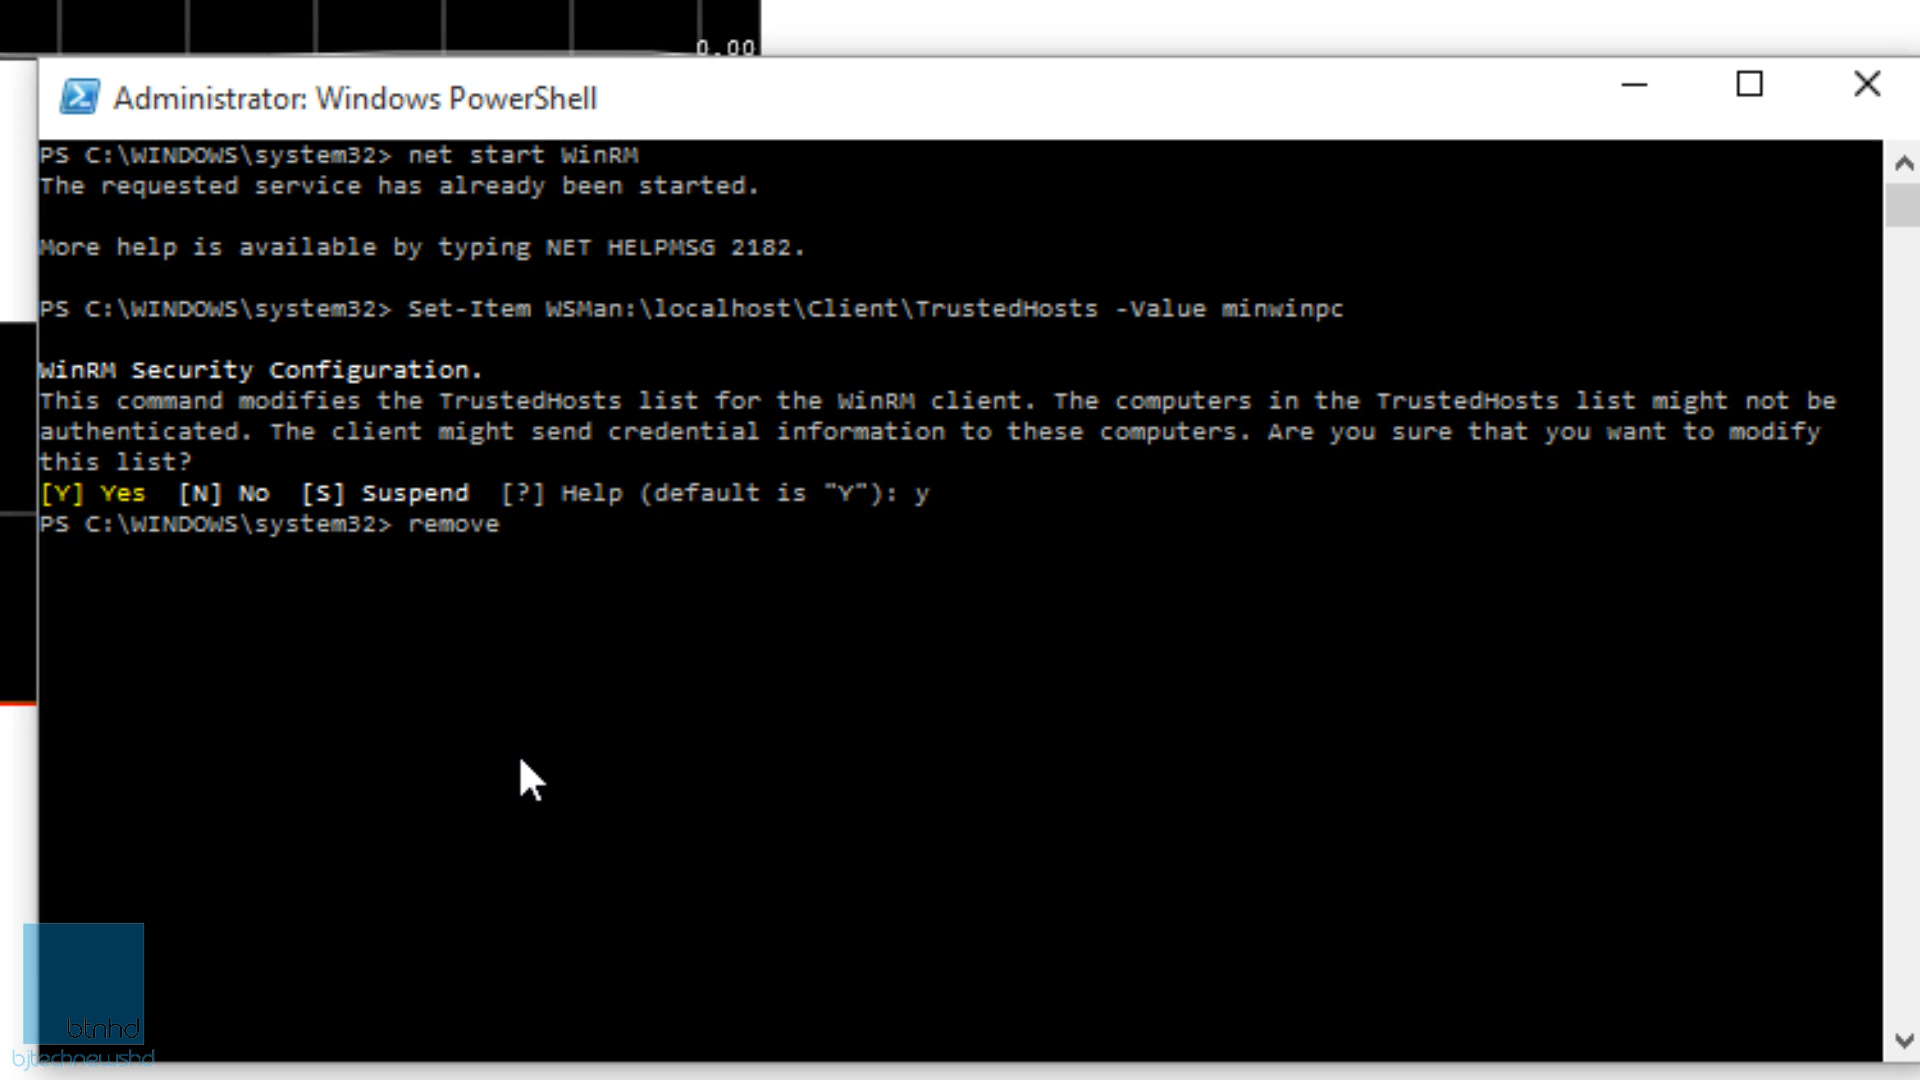 0.00
Administrator: Windows PowerShell
PS C:\WINDOWS\system32> net start WinRM
The requested service has already been started.
More help is available by typing NET HELPMSG 2182.
PS C:\WINDOWS\system32> Set-Item WSMan:\localhost\Client\TrustedHosts -Value minwinpc
WinRM Security Configuration.
This command modifies the TrustedHosts list for the WinRM client. The computers in the TrustedHosts list might not be
authenticated. The client might send credential information to these computers. Are you sure that you want to modify
this list?
[Y] Yes  [N] No  [S] Suspend  [?] Help (default is "Y"): y
PS C:\WINDOWS\system32> remove
btnhd
bjtechnewshd